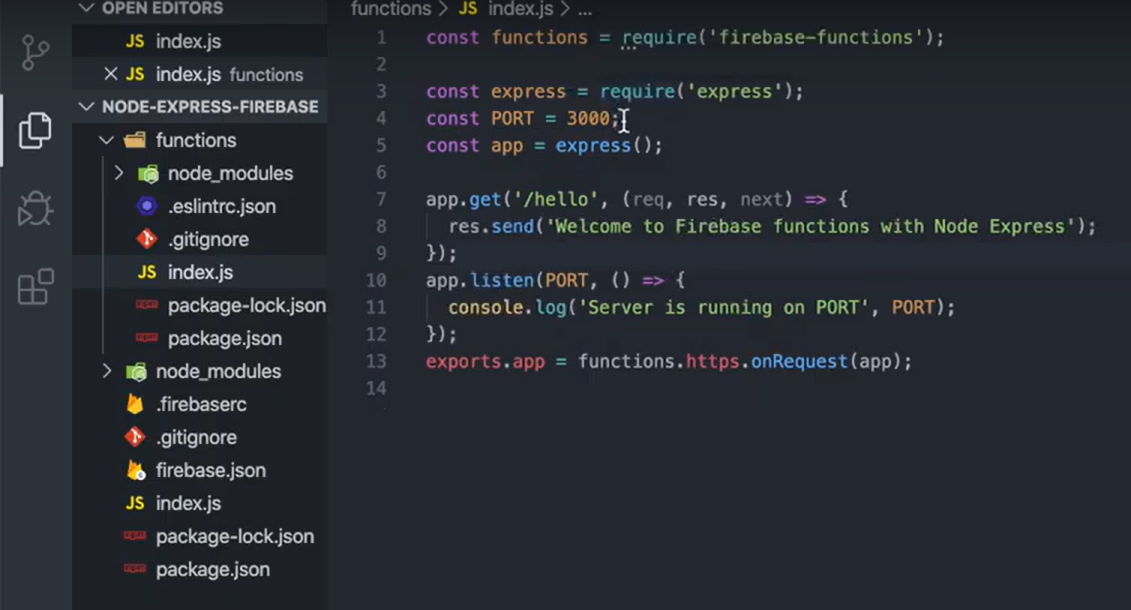 OPEN EDITORS
JS index.js
JS index.js functions
NODE-EXPRESS-FIREBASE
functions
node_modules
.eslintrc.json
.gitignore
JS index.js
package-lock.json
package.json
node_modules
.firebaserc
.gitignore
firebase.json
JS index.js
package-lock.json
package.json
functions > JS index.js > ...
1 const functions = require('firebase-functions');
2
3 const express = require('express');
4 const PORT = 3000;
5 const app = express();
6
7 app.get('/hello', (req, res, next) => {
8 res.send('Welcome to Firebase functions with Node Express');
9 });
10 app.listen(PORT, () => {
11 console.log('Server is running on PORT', PORT);
12 });
13 exports.app = functions.https.onRequest(app);
14